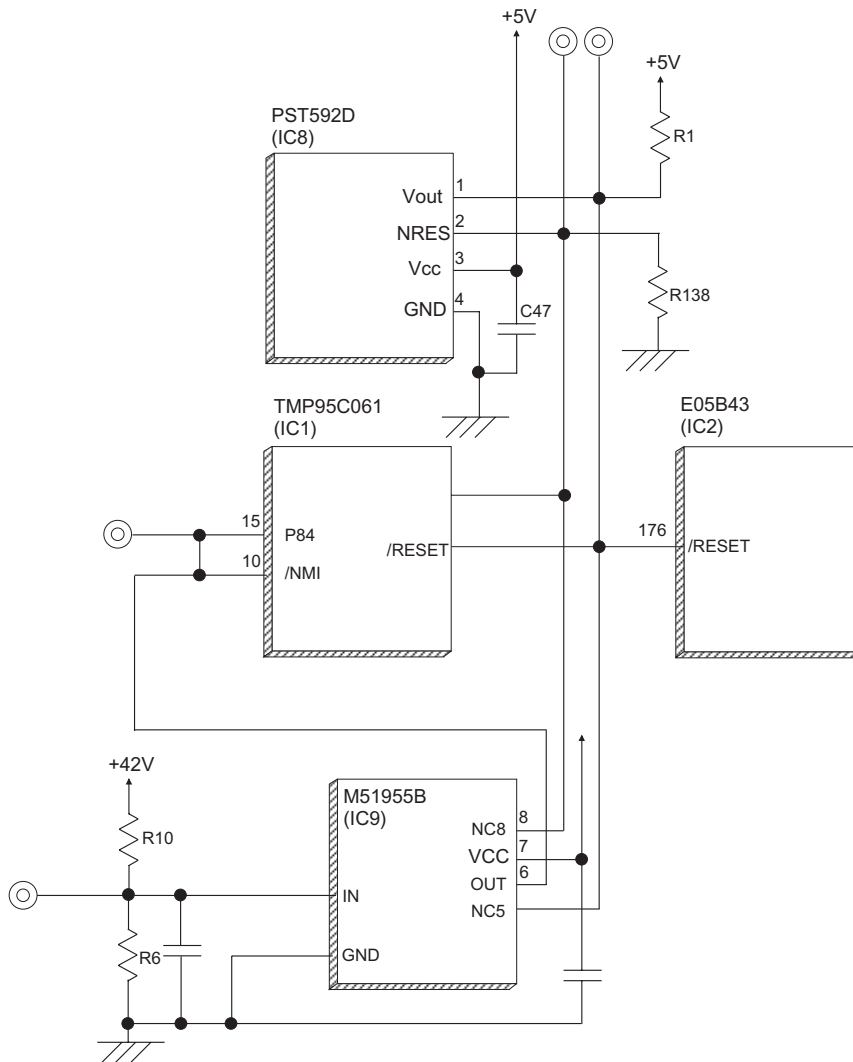 +5V
+5V
R1
PST592D
(IC8)
Vout
1
NRES
2
Vcc
3
GND
4
C47
R138
TMP95C061
(IC1)
E05B43
(IC2)
15
P84
10
/NMI
/RESET
176
/RESET
+42V
R10
M51955B
(IC9)
NC8
8
VCC
7
OUT
6
NC5
IN
R6
GND